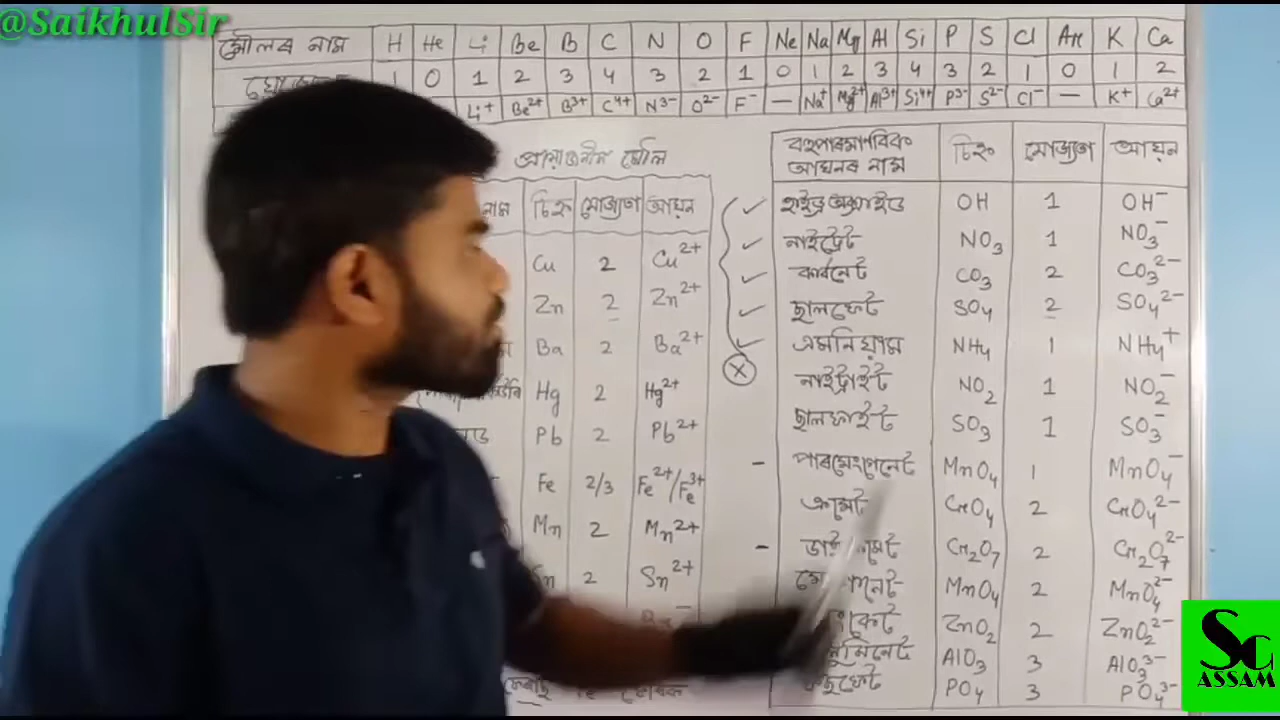 @SaikhulSir
মৌলৰ নাম H He Li Be B C N O F Ne Na Mg Al Si P S Cl Ar K Ca
1 0 1 2 3 4 3 2 1 0 1 2 3 4 3 2 1 0 1 2
Li⁺ Be²⁺ B³⁺ C⁴⁺ N³⁻ O²⁻ F⁻ — Na⁺ Mg²⁺ Al³⁺ Si⁴⁺ P³⁻ S²⁻ Cl⁻ — K⁺ Ca²⁺
মৌল
নাম চিহ্ন যোজ্যতা আয়ন
Cu 2 Cu²⁺
Zn 2 Zn²⁺
Ba 2 Ba²⁺
Hg 2 Hg²⁺
Pb 2 Pb²⁺
Fe 2/3 Fe²⁺/Fe³⁺
Mn 2 Mn²⁺
Sn 2 Sn²⁺
বহুপাৰমাণবিক চিহ্ন যোজ্যতা আয়ন
আয়নৰ নাম
হাইড্ৰক্সাইড OH 1 OH⁻
নাইট্ৰেট NO₃ 1 NO₃⁻
কাৰ্বনেট CO₃ 2 CO₃²⁻
ছালফেট SO₄ 2 SO₄²⁻
এমনিয়াম NH₄ 1 NH₄⁺
নাইট্ৰাইট NO₂ 1 NO₂⁻
ছালফাইট SO₃ 1 SO₃⁻
পাৰমেংগেনেট MnO₄ 1 MnO₄⁻
ক্ৰমেট CrO₄ 2 CrO₄²⁻
Cr₂O₇ 2 Cr₂O₇²⁻
MnO₄ 2 MnO₄²⁻
ZnO₂ 2 ZnO₂²⁻
AlO₃ 3 AlO₃³⁻
PO₄ 3 PO₄³⁻
SG
ASSAM